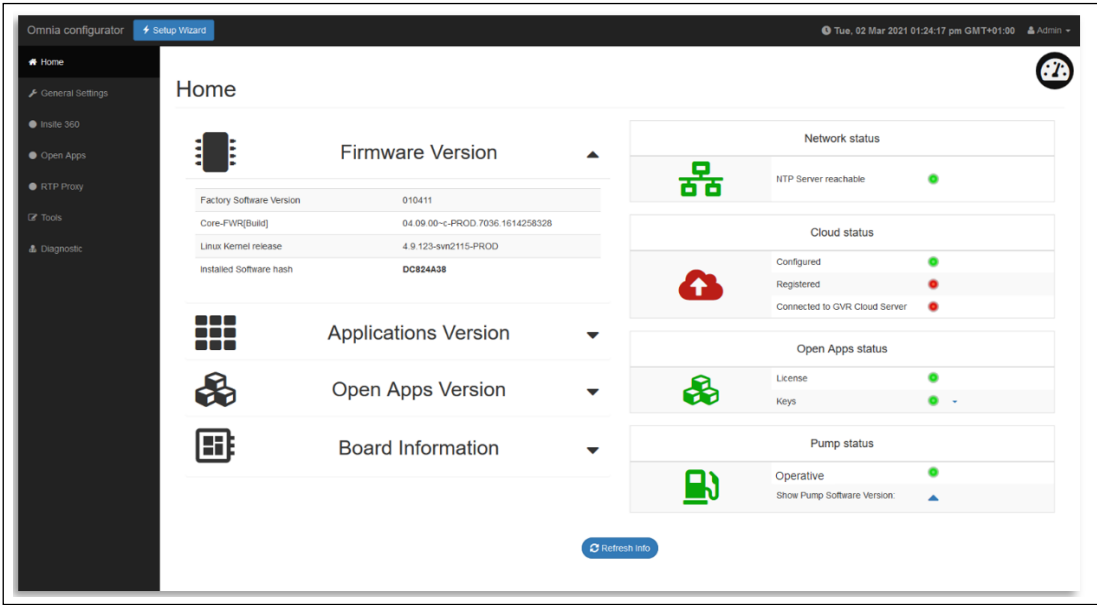 Omnia configurator
Setup Wizard
Tue, 02 Mar 2021 01:24:17 pm GMT+01:00
Admin
Home
General Settings
Insite 360
Open Apps
RTP Proxy
Tools
Diagnostic
Home
Firmware Version
Factory Software Version 010411
Core-FWR[Build] 04.09.00~c-PROD.7036.1614258328
Linux Kernel release 4.9.123-svn2115-PROD
Installed Software hash DC824A38
Applications Version
Open Apps Version
Board Information
Network status
NTP Server reachable
Cloud status
Configured
Registered
Connected to GVR Cloud Server
Open Apps status
License
Keys
Pump status
Operative
Show Pump Software Version:
Refresh Info